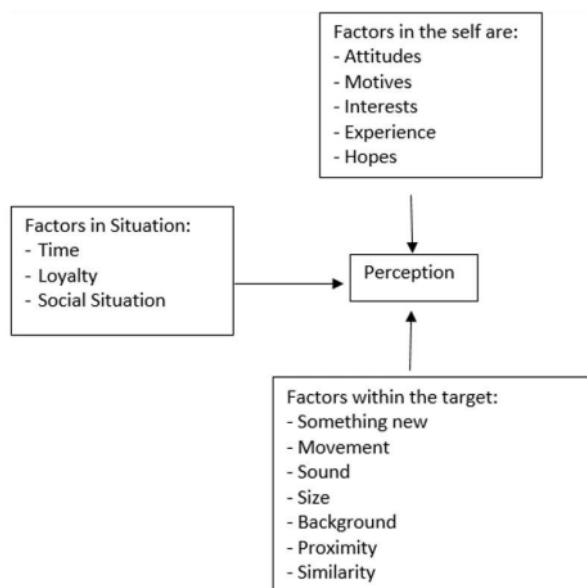 Factors in the self are:
- Attitudes
- Motives
- Interests
- Experience
- Hopes
Factors in Situation:
- Time
- Loyalty
- Social Situation
Perception
Factors within the target:
- Something new
- Movement
- Sound
- Size
- Background
- Proximity
- Similarity